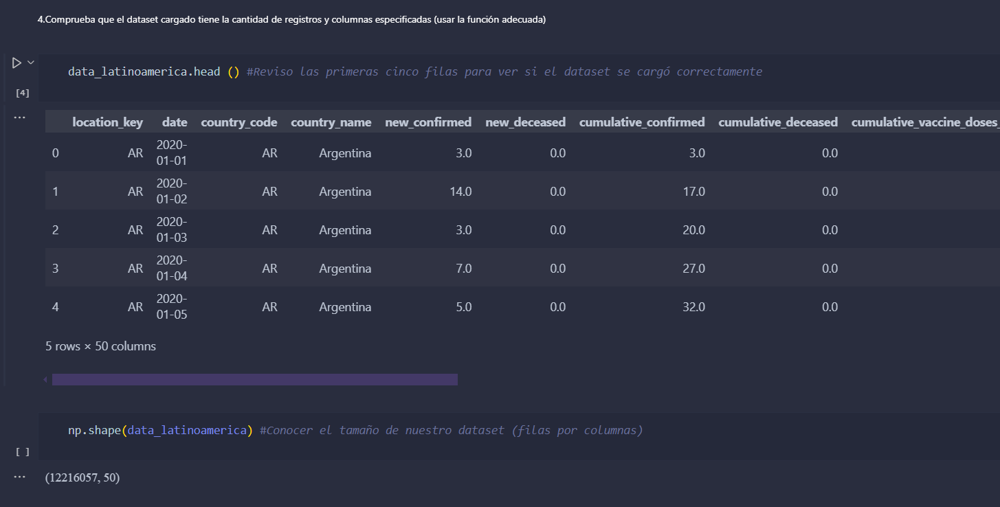 4.Comprueba que el dataset cargado tiene la cantidad de registros y columnas especificadas (usar la función adecuada)
data_latinoamerica.head () #Reviso las primeras cinco filas para ver si el dataset se cargó correctamente
[4]
...
location_key date country_code country_name new_confirmed new_deceased cumulative_confirmed cumulative_deceased cumulative_vaccine_doses_
0 AR 2020-01-01 AR Argentina 3.0 0.0 3.0 0.0
1 AR 2020-01-02 AR Argentina 14.0 0.0 17.0 0.0
2 AR 2020-01-03 AR Argentina 3.0 0.0 20.0 0.0
3 AR 2020-01-04 AR Argentina 7.0 0.0 27.0 0.0
4 AR 2020-01-05 AR Argentina 5.0 0.0 32.0 0.0
5 rows × 50 columns
np.shape(data_latinoamerica) #Conocer el tamaño de nuestro dataset (filas por columnas)
[ ]
...
(12216057, 50)